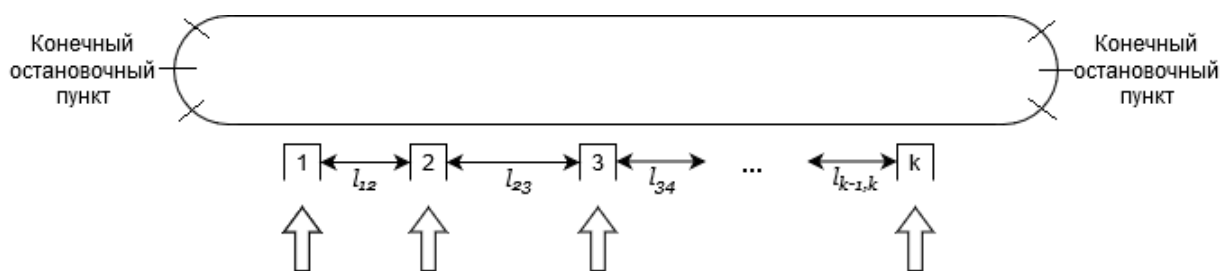 Конечный
остановочный
пункт
Конечный
остановочный
пункт
1 2 3 ... k
l12 l23 l34 lk-1,k